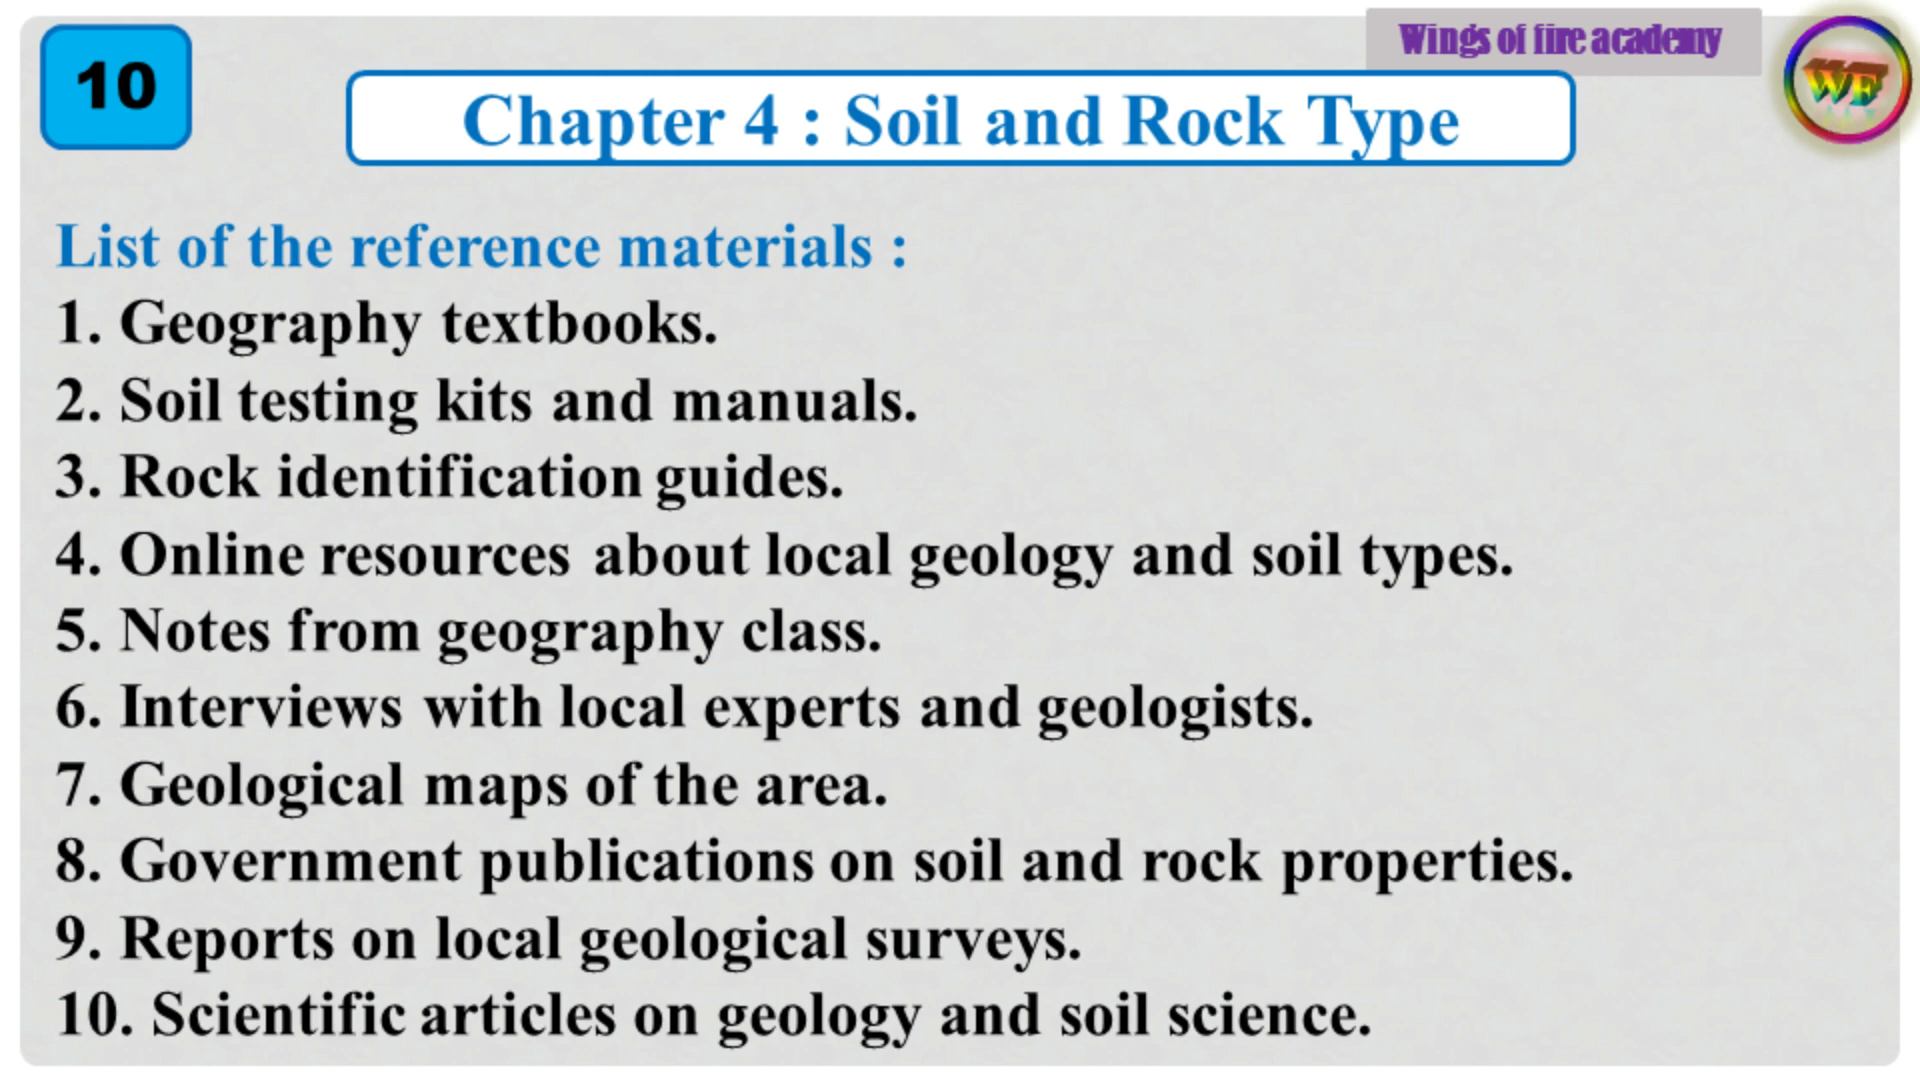 Wings of fire academy
10
WF
Chapter 4 : Soil and Rock Type
List of the reference materials :
1. Geography textbooks.
2. Soil testing kits and manuals.
3. Rock identification guides.
4. Online resources about local geology and soil types.
5. Notes from geography class.
6. Interviews with local experts and geologists.
7. Geological maps of the area.
8. Government publications on soil and rock properties.
9. Reports on local geological surveys.
10. Scientific articles on geology and soil science.